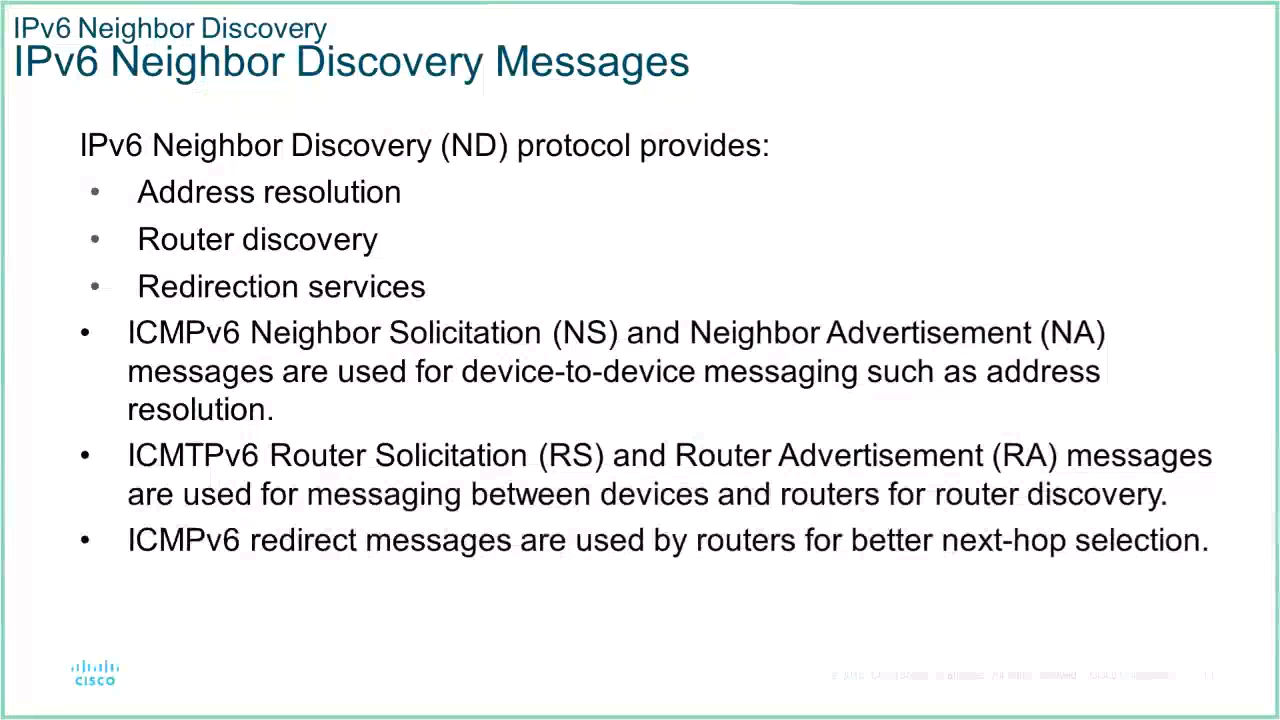 IPv6 Neighbor Discovery
IPv6 Neighbor Discovery Messages
IPv6 Neighbor Discovery (ND) protocol provides:
• Address resolution
• Router discovery
• Redirection services
• ICMPv6 Neighbor Solicitation (NS) and Neighbor Advertisement (NA)
messages are used for device-to-device messaging such as address
resolution.
• ICMTPv6 Router Solicitation (RS) and Router Advertisement (RA) messages
are used for messaging between devices and routers for router discovery.
• ICMPv6 redirect messages are used by routers for better next-hop selection.
CISCO